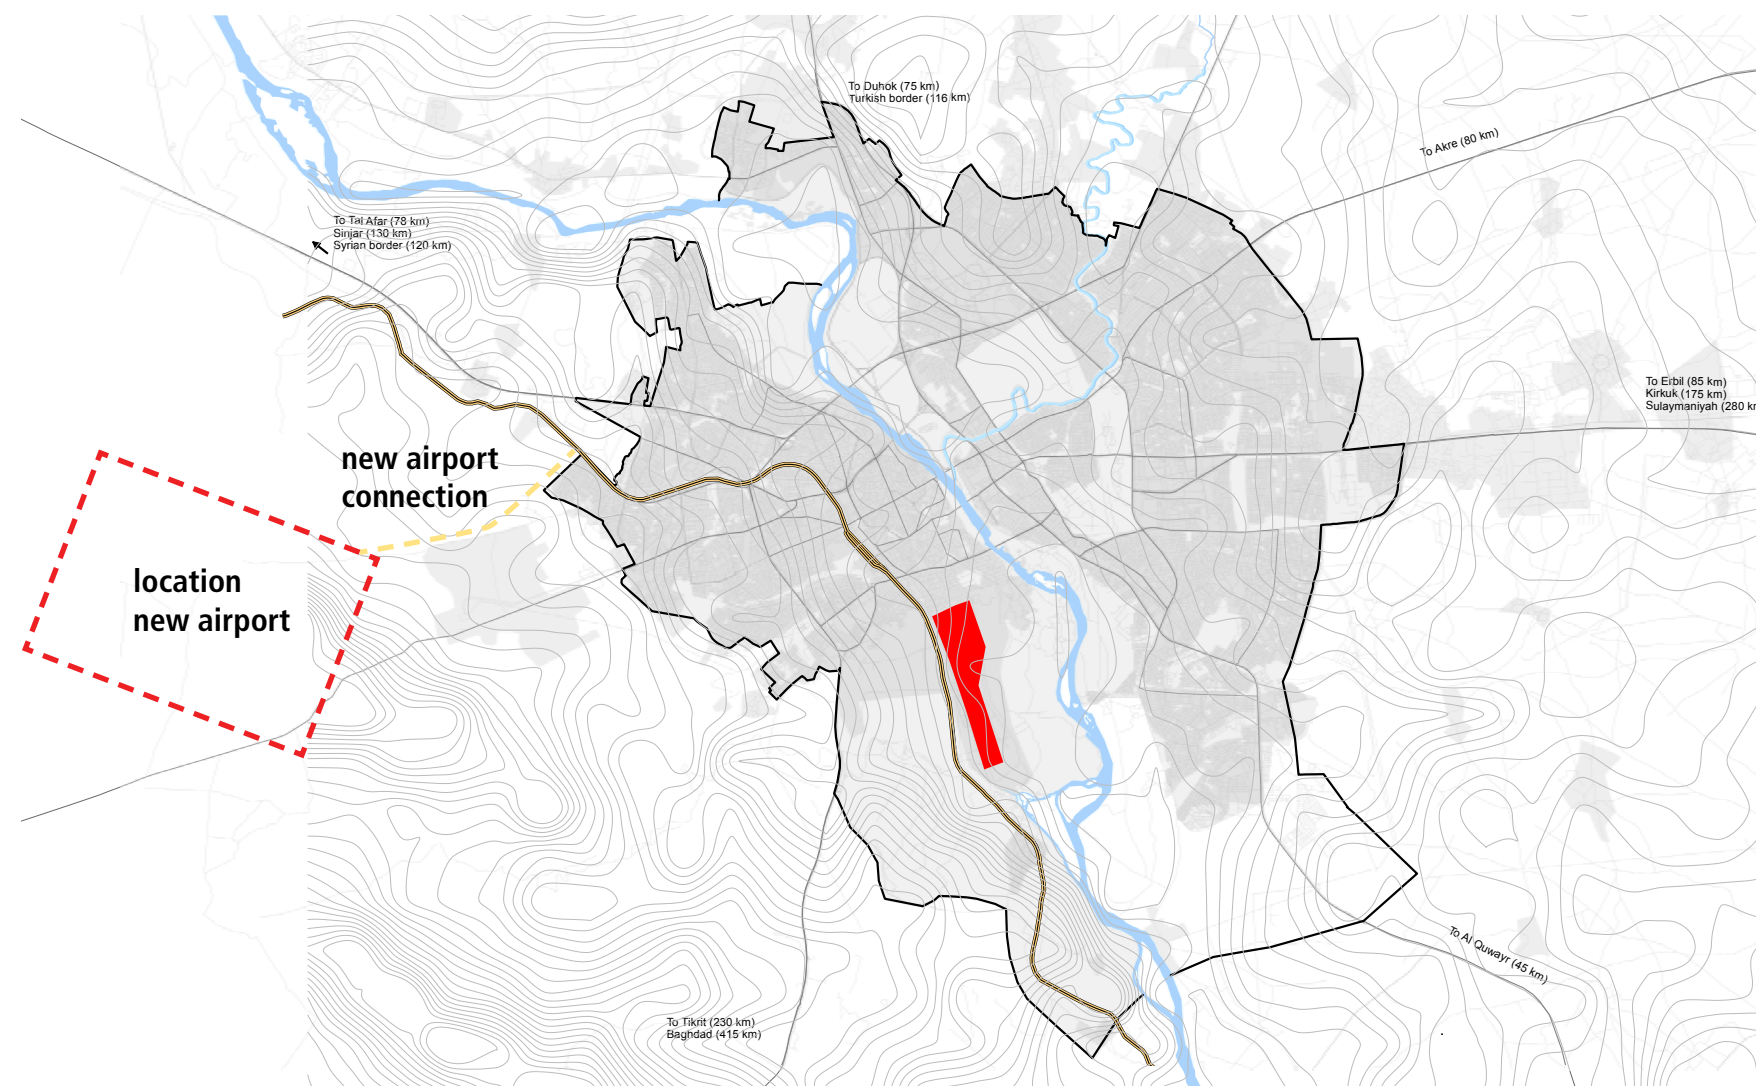 To Duhok (75 km)
Turkish border (116 km)
To Akre (80 km)
To Tal Afar (78 km)
Sinjar (130 km)
Syrian border (120 km)
To Erbil (85 km)
Kirkuk (175 km)
Sulaymaniyah (280 k
new airport
connection
location
new airport
To Al Quwayr (45 km)
To Tikrit (230 km)
Baghdad (415 km)